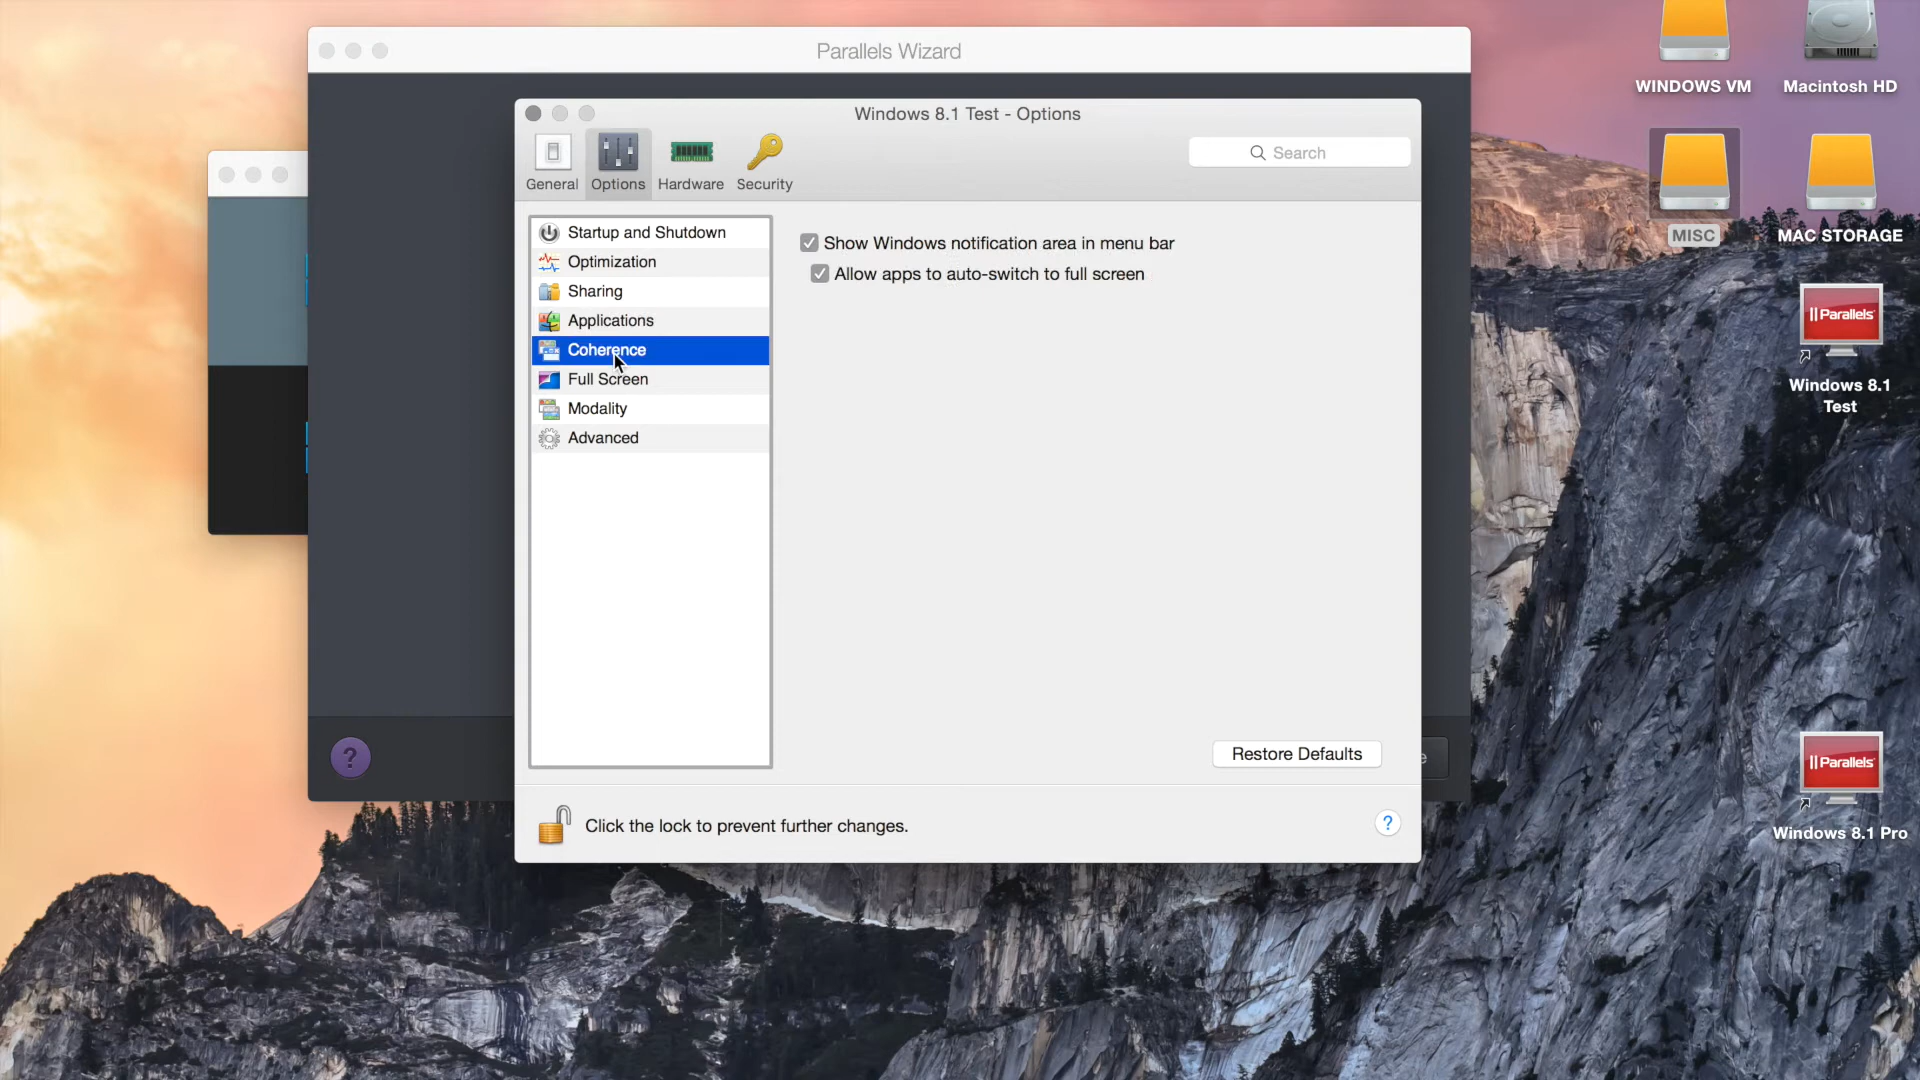 Parallels Wizard
WINDOWS VM
Macintosh HD
Windows 8.1 Test - Options
General
Options
Hardware
Security
Search
MISC
MAC STORAGE
Startup and Shutdown
Optimization
Sharing
Applications
Coherence
Full Screen
Modality
Advanced
Show Windows notification area in menu bar
Allow apps to auto-switch to full screen
|| Parallels
Windows 8.1
Test
Restore Defaults
e
?
Click the lock to prevent further changes.
?
|| Parallels
Windows 8.1 Pro